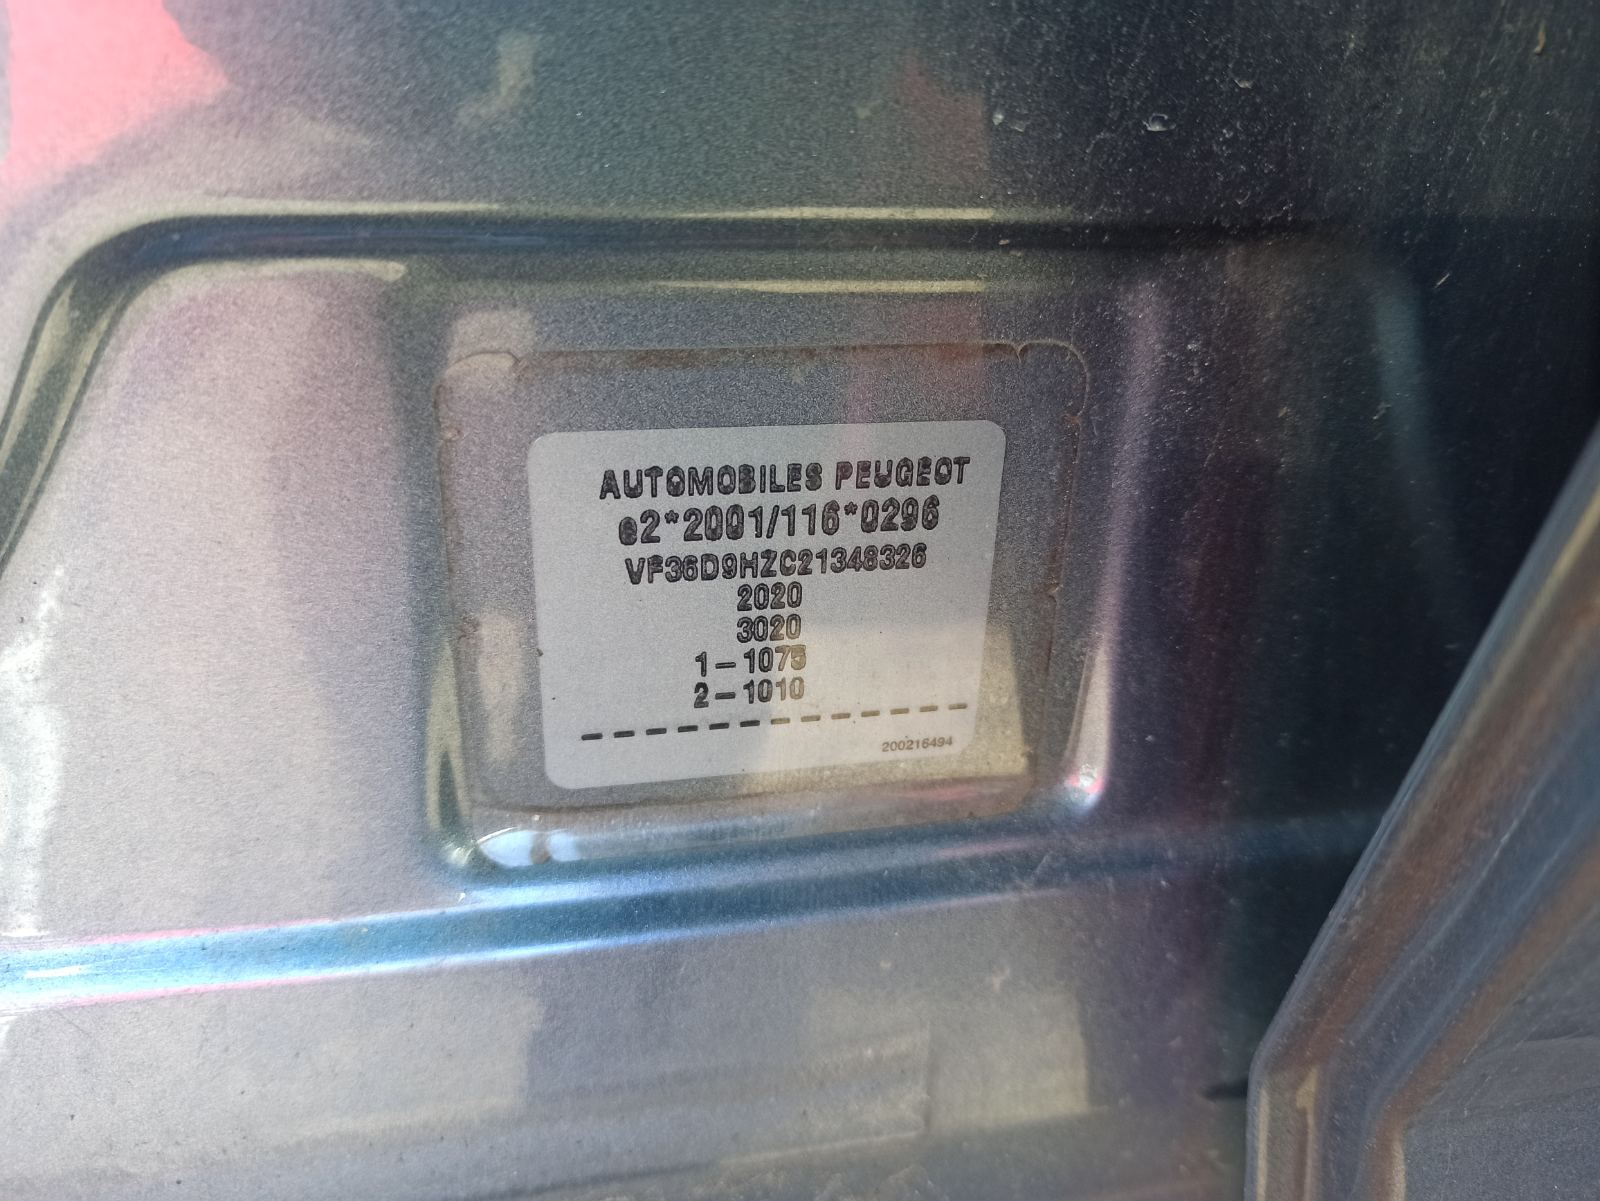 AUTOMOBILES PEUGEOT
e2*2001/116*0296
VF36D9HZC21348326
2020
3020
1-1075
2-1010
200216494